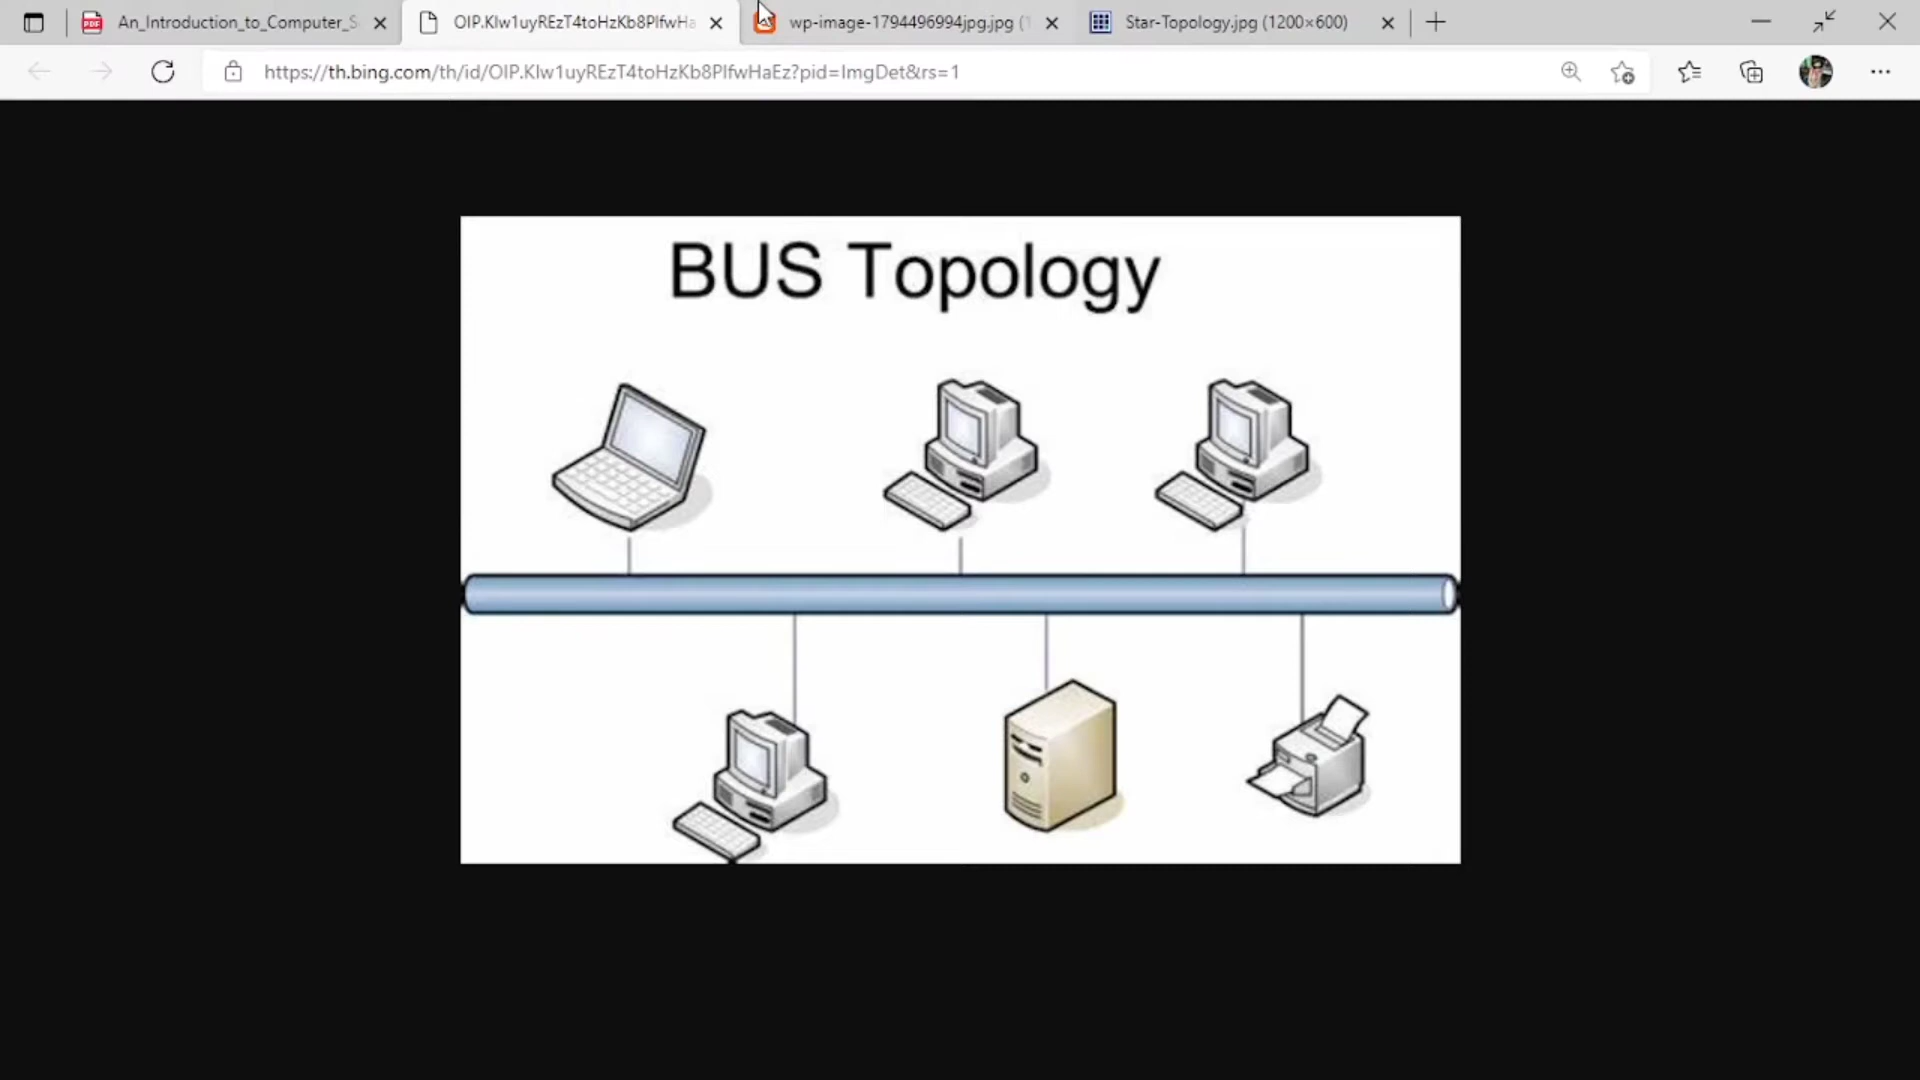 An_Introduction_to_Computer_S
OIP.Klw1uyREzT4toHzKb8PlfwHa
wp-image-1794496994jpg.jpg (1
Star-Topology.jpg (1200×600)
https://th.bing.com/th/id/OIP.Klw1uyREzT4toHzKb8PlfwHaEz?pid=ImgDet&rs=1
BUS Topology